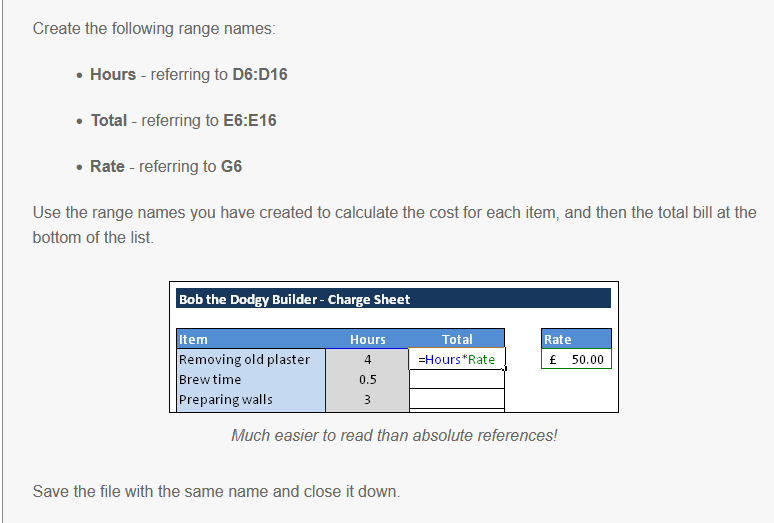 Create the following range names:
• Hours - referring to D6:D16
• Total - referring to E6:E16
• Rate - referring to G6
Use the range names you have created to calculate the cost for each item, and then the total bill at the
bottom of the list.
Bob the Dodgy Builder - Charge Sheet
Item Hours Total Rate
Removing old plaster 4 =Hours*Rate £ 50.00
Brew time 0.5
Preparing walls 3
Much easier to read than absolute references!
Save the file with the same name and close it down.